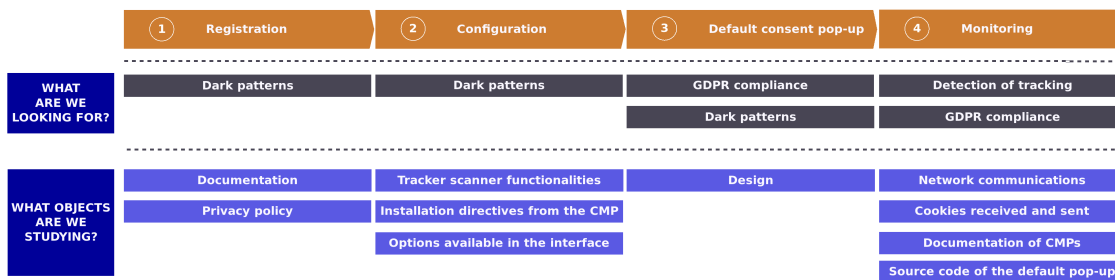 1 Registration
2 Configuration
3 Default consent pop-up
4 Monitoring
WHAT
ARE WE
LOOKING FOR?
Dark patterns
Dark patterns
GDPR compliance
Detection of tracking
Dark patterns
GDPR compliance
WHAT OBJECTS
ARE WE
STUDYING?
Documentation
Tracker scanner functionalities
Design
Network communications
Privacy policy
Installation directives from the CMP
Cookies received and sent
Options available in the interface
Documentation of CMPs
Source code of the default pop-up